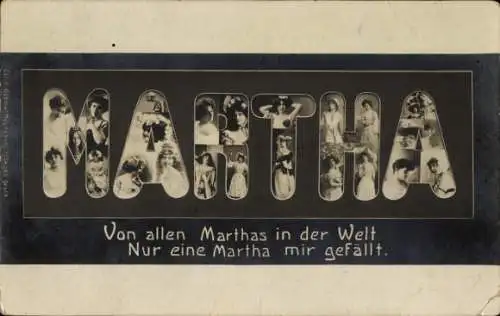 MARTHA
Von allen Marthas in der Welt
Nur eine Martha mir gefällt.